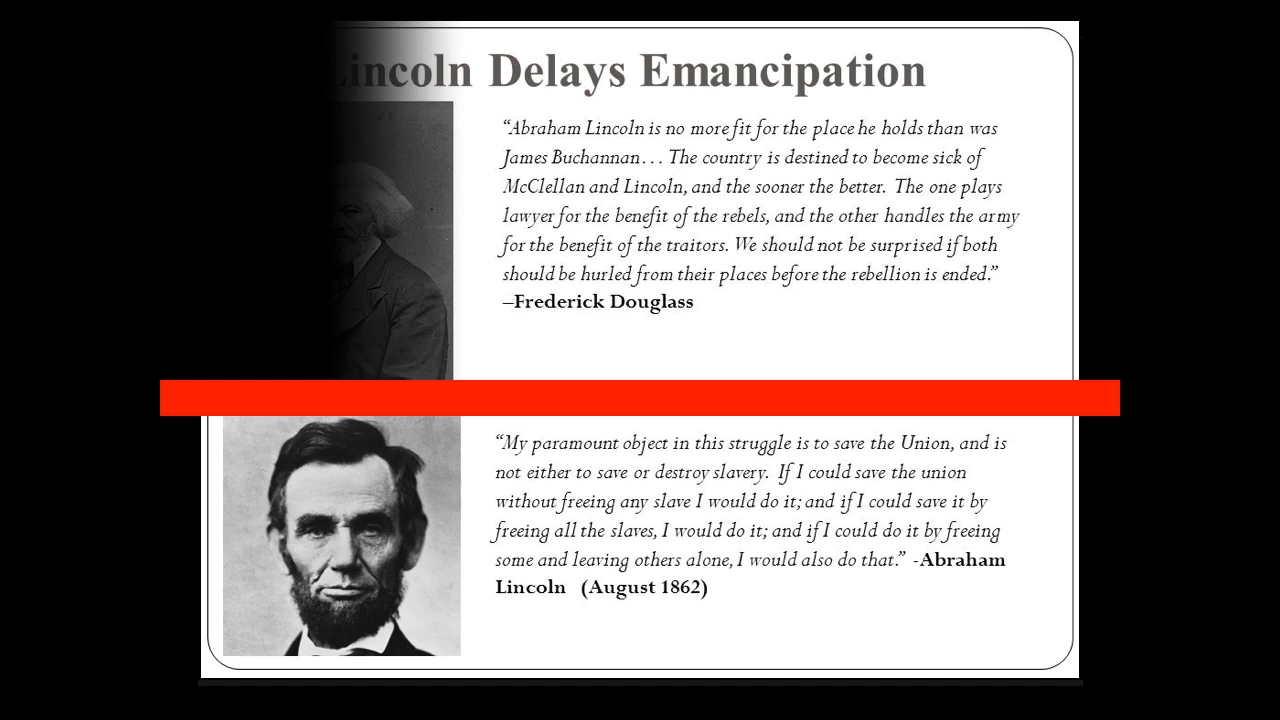 Lincoln Delays Emancipation
“Abraham Lincoln is no more fit for the place he holds than was
James Buchannan… The country is destined to become sick of
McClellan and Lincoln, and the sooner the better. The one plays
lawyer for the benefit of the rebels, and the other handles the army
for the benefit of the traitors. We should not be surprised if both
should be hurled from their places before the rebellion is ended.”
–Frederick Douglass
“My paramount object in this struggle is to save the Union, and is
not either to save or destroy slavery. If I could save the union
without freeing any slave I would do it; and if I could save it by
freeing all the slaves, I would do it; and if I could do it by freeing
some and leaving others alone, I would also do that.” -Abraham
Lincoln (August 1862)